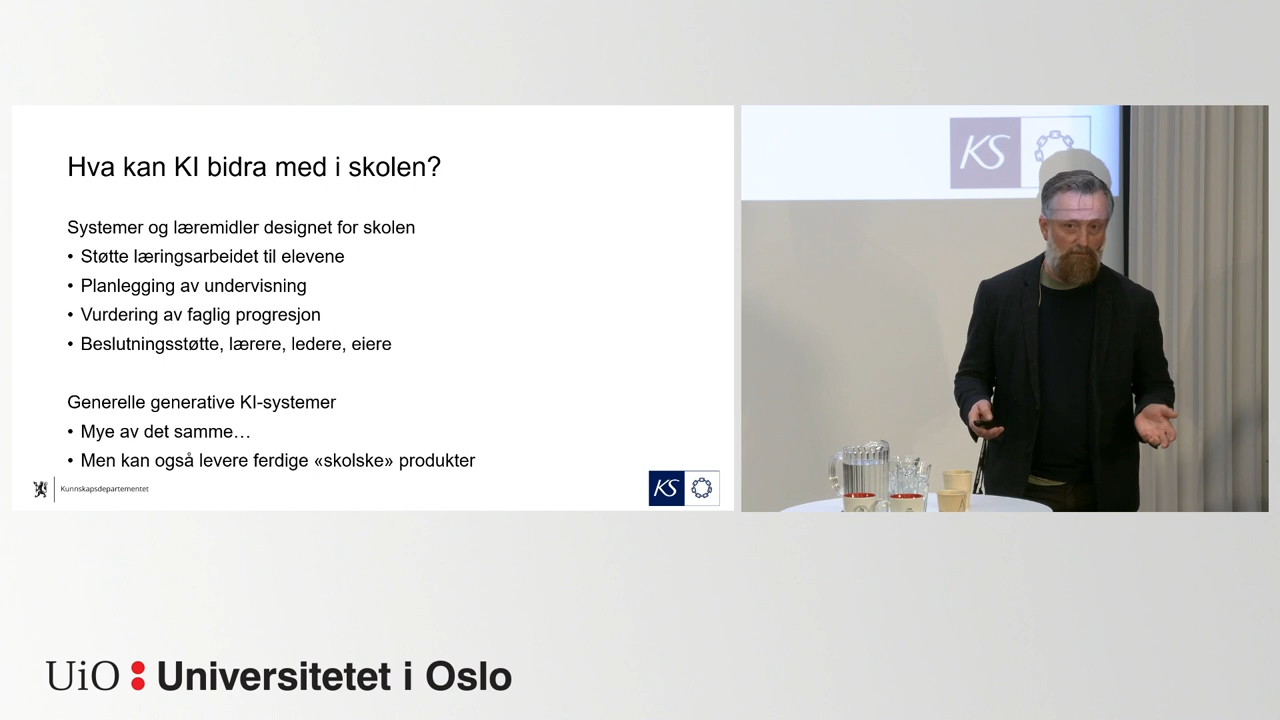 Hva kan KI bidra med i skolen?
Systemer og læremidler designet for skolen
• Støtte læringsarbeidet til elevene
• Planlegging av undervisning
• Vurdering av faglig progresjon
• Beslutningsstøtte, lærere, ledere, eiere
Generelle generative KI-systemer
• Mye av det samme…
• Men kan også levere ferdige «skolske» produkter
Kunnskapsdepartementet
KS
KS
UiO : Universitetet i Oslo